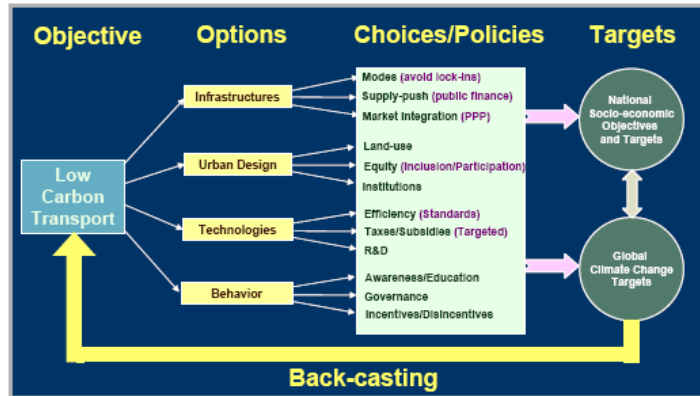 Objective Options Choices/Policies Targets
Low
Carbon
Transport
Infrastructures
Urban Design
Technologies
Behavior
Modes (avoid lock-ins)
Supply-push (public finance)
Market Integration (PPP)
Land-use
Equity (Inclusion/Participation)
Institutions
Efficiency (Standards)
Taxes/Subsidies (Targeted)
R&D
Awareness/Education
Governance
Incentives/Disincentives
National
Socio-economic
Objectives
and Targets
Global
Climate Change
Targets
Back-casting